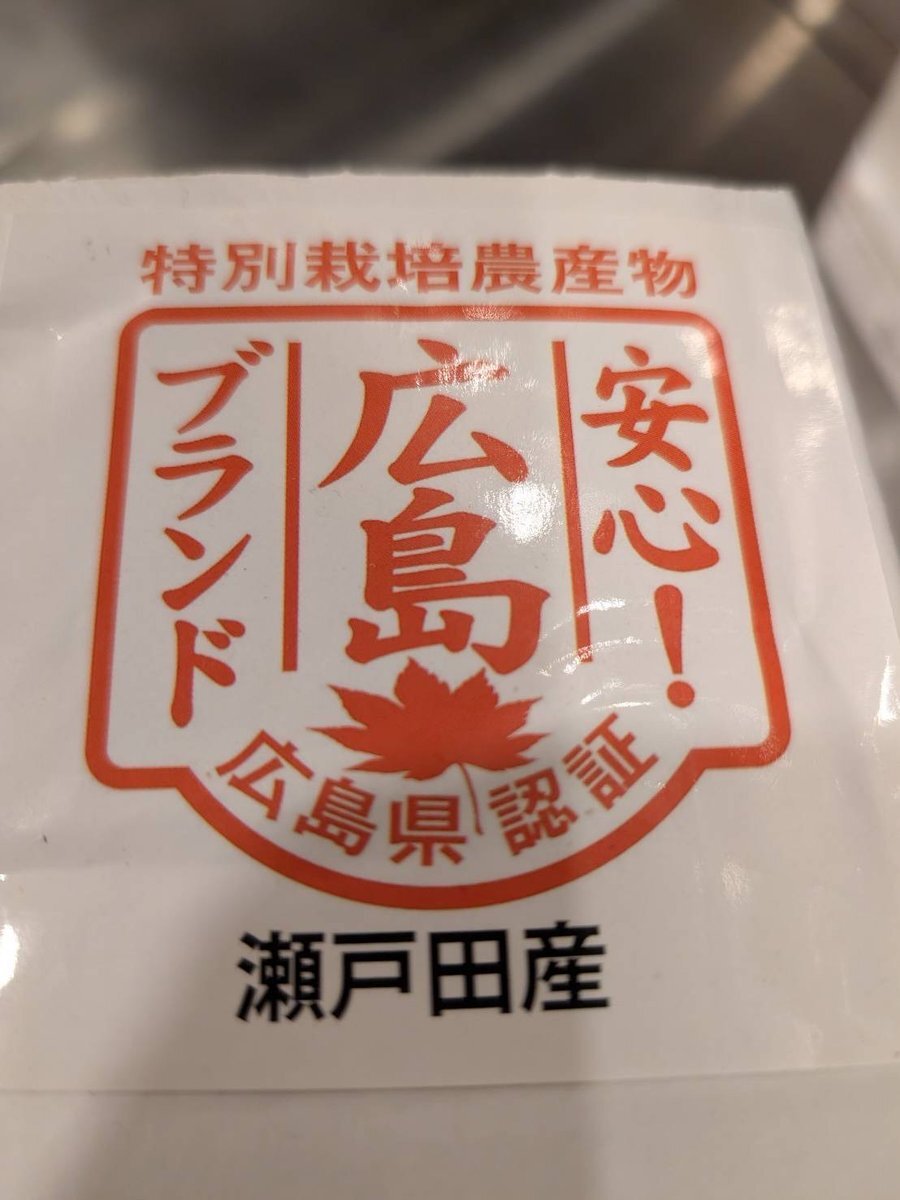 特別栽培農産物
安心!
広島
ブランド
広島県認証
瀬戸田産